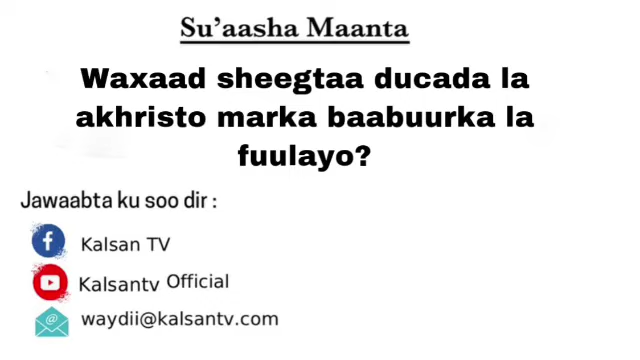 Su'aasha Maanta
Waxaad sheegtaa ducada la
akhristo marka baabuurka la
fuulayo?
Jawaabta ku soo dir :
Kalsan TV
Kalsantv Official
waydii@kalsantv.com